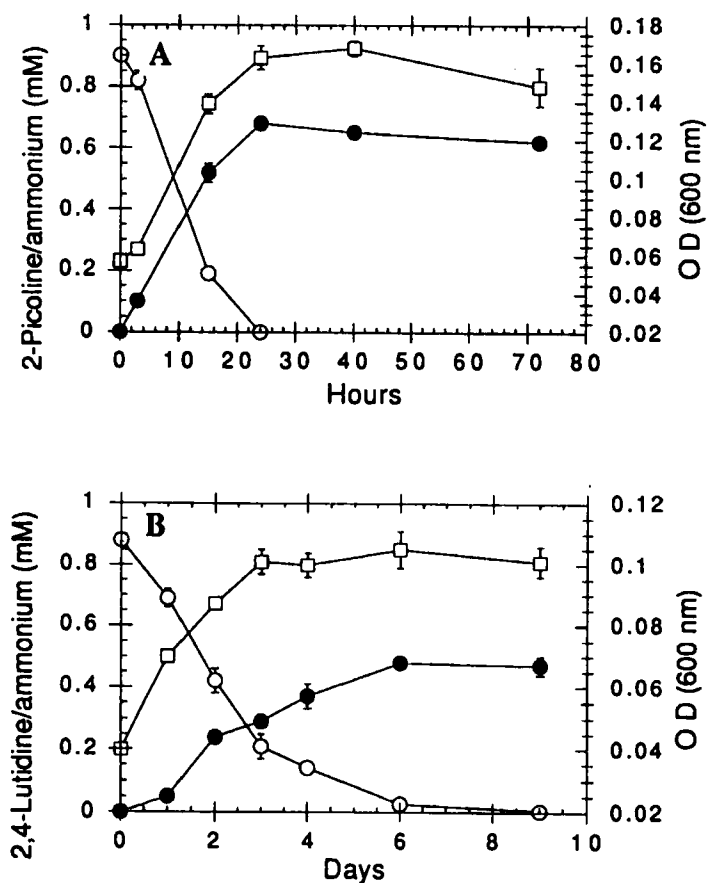 A
2-Picoline/ammonium (mM)
1
0.8
0.6
0.4
0.2
0
0.18
0.16
0.14
0.12
0.1
0.08
0.06
0.04
0.02
O D (600 nm)
0 10 20 30 40 50 60 70 80
Hours
B
2,4-Lutidine/ammonium (mM)
1
0.8
0.6
0.4
0.2
0
0.12
0.1
0.08
0.06
0.04
0.02
O D (600 nm)
0 2 4 6 8 10
Days